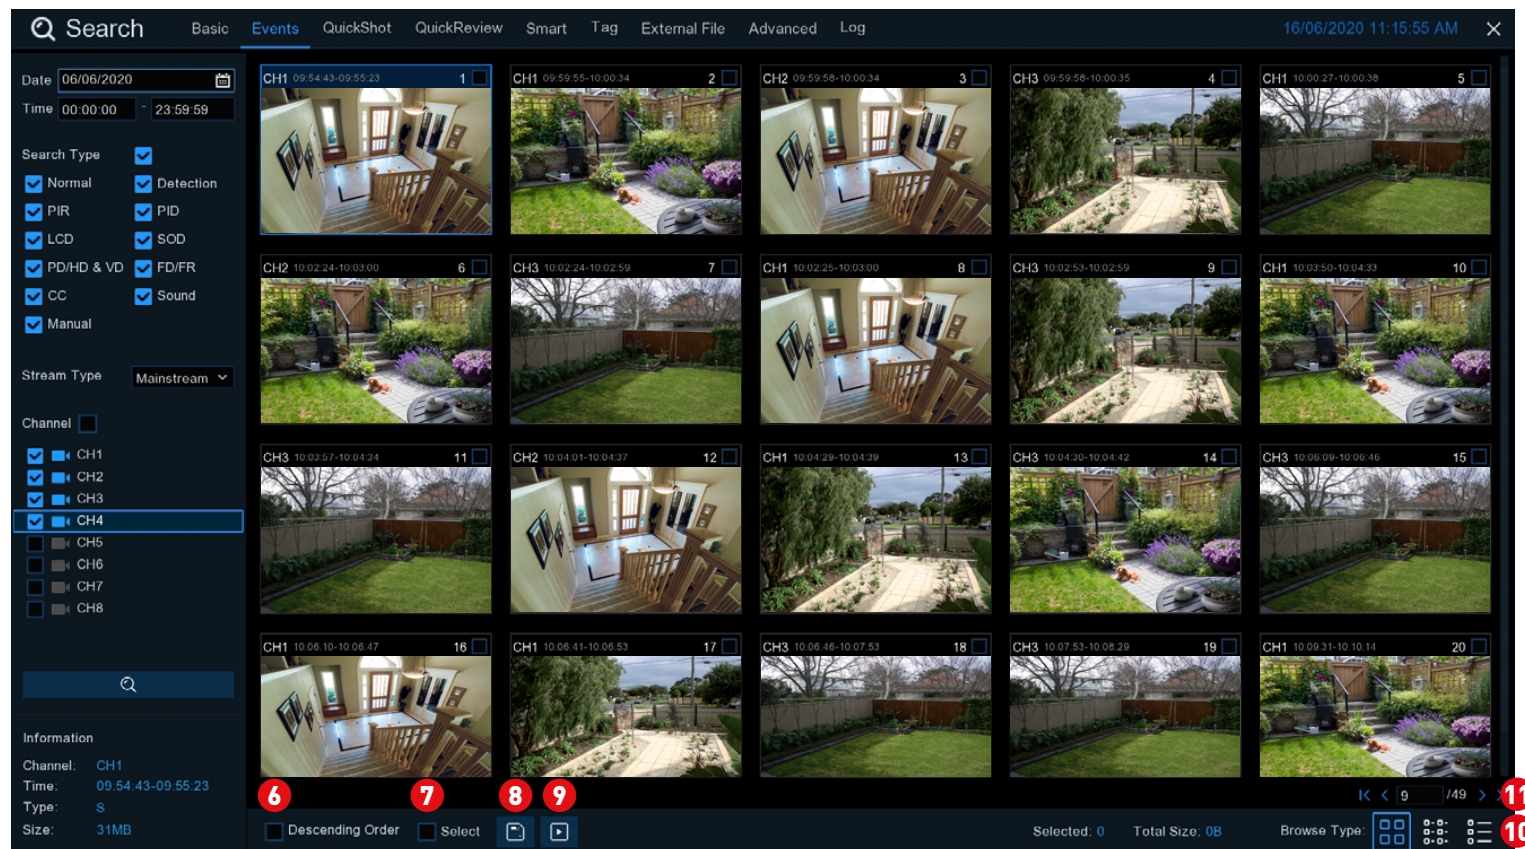 Search Basic Events QuickShot QuickReview Smart Tag External File Advanced Log 16/06/2020 11:15:55 AM
Date 06/06/2020
Time 00:00:00 - 23:59:59
Search Type
Normal Detection
PIR PID
LCD SOD
PD/HD & VD FD/FR
CC Sound
Manual
Stream Type Mainstream
Channel
CH1
CH2
CH3
CH4
CH5
CH6
CH7
CH8
Information
Channel: CH1
Time: 09:54:43-09:55:23
Type: S
Size: 31MB
CH1 09:54:43-09:55:23 1
CH1 09:59:55-10:00:34 2
CH2 09:59:58-10:00:34 3
CH3 09:59:58-10:00:35 4
CH1 10:00:27-10:00:38 5
CH2 10:02:24-10:03:00 6
CH3 10:02:24-10:02:59 7
CH1 10:02:25-10:03:00 8
CH3 10:02:53-10:02:59 9
CH1 10:03:50-10:04:33 10
CH3 10:03:57-10:04:34 11
CH2 10:04:01-10:04:37 12
CH1 10:04:29-10:04:39 13
CH3 10:04:30-10:04:42 14
CH3 10:06:09-10:06:46 15
CH1 10:06:10-10:06:47 16
CH1 10:06:41-10:06:53 17
CH3 10:06:46-10:07:53 18
CH3 10:07:53-10:08:29 19
CH1 10:09:31-10:10:14 20
6 7 8 9
9 /49 11
Descending Order Select Selected: 0 Total Size: 0B Browse Type: 10